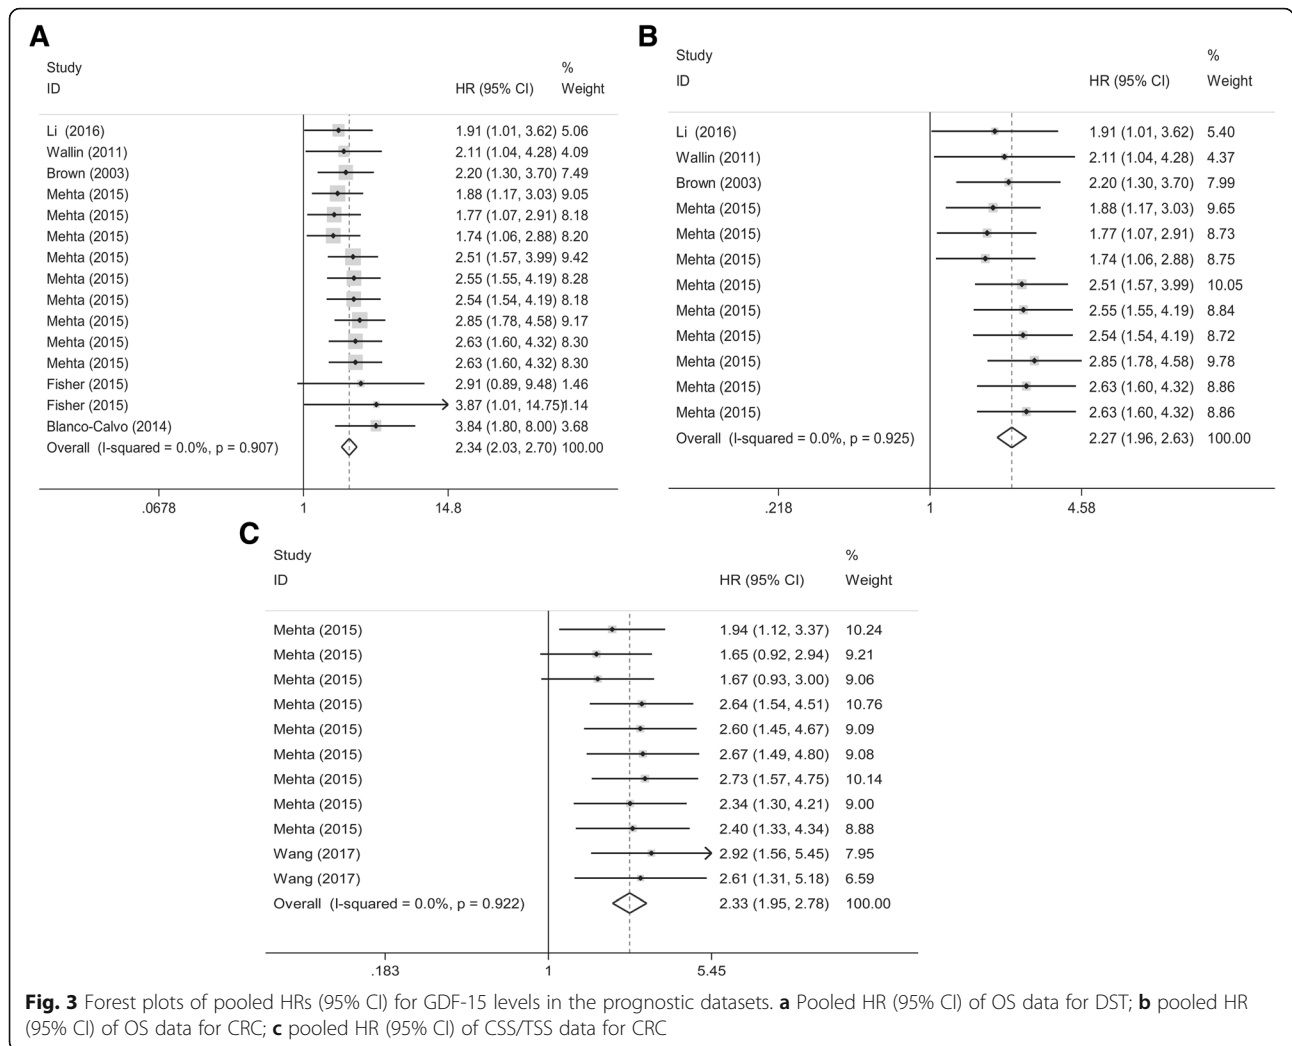 A
Study %
ID HR (95% CI) Weight
Li (2016) 1.91 (1.01, 3.62) 5.06
Wallin (2011) 2.11 (1.04, 4.28) 4.09
Brown (2003) 2.20 (1.30, 3.70) 7.49
Mehta (2015) 1.88 (1.17, 3.03) 9.05
Mehta (2015) 1.77 (1.07, 2.91) 8.18
Mehta (2015) 1.74 (1.06, 2.88) 8.20
Mehta (2015) 2.51 (1.57, 3.99) 9.42
Mehta (2015) 2.55 (1.55, 4.19) 8.28
Mehta (2015) 2.54 (1.54, 4.19) 8.18
Mehta (2015) 2.85 (1.78, 4.58) 9.17
Mehta (2015) 2.63 (1.60, 4.32) 8.30
Mehta (2015) 2.63 (1.60, 4.32) 8.30
Fisher (2015) 2.91 (0.89, 9.48) 1.46
Fisher (2015) 3.87 (1.01, 14.75) 1.14
Blanco-Calvo (2014) 3.84 (1.80, 8.00) 3.68
Overall (I-squared = 0.0%, p = 0.907) 2.34 (2.03, 2.70) 100.00
.0678 1 14.8
B
Study %
ID HR (95% CI) Weight
Li (2016) 1.91 (1.01, 3.62) 5.40
Wallin (2011) 2.11 (1.04, 4.28) 4.37
Brown (2003) 2.20 (1.30, 3.70) 7.99
Mehta (2015) 1.88 (1.17, 3.03) 9.65
Mehta (2015) 1.77 (1.07, 2.91) 8.73
Mehta (2015) 1.74 (1.06, 2.88) 8.75
Mehta (2015) 2.51 (1.57, 3.99) 10.05
Mehta (2015) 2.55 (1.55, 4.19) 8.84
Mehta (2015) 2.54 (1.54, 4.19) 8.72
Mehta (2015) 2.85 (1.78, 4.58) 9.78
Mehta (2015) 2.63 (1.60, 4.32) 8.86
Mehta (2015) 2.63 (1.60, 4.32) 8.86
Overall (I-squared = 0.0%, p = 0.925) 2.27 (1.96, 2.63) 100.00
.218 1 4.58
C
Study %
ID HR (95% CI) Weight
Mehta (2015) 1.94 (1.12, 3.37) 10.24
Mehta (2015) 1.65 (0.92, 2.94) 9.21
Mehta (2015) 1.67 (0.93, 3.00) 9.06
Mehta (2015) 2.64 (1.54, 4.51) 10.76
Mehta (2015) 2.60 (1.45, 4.67) 9.09
Mehta (2015) 2.67 (1.49, 4.80) 9.08
Mehta (2015) 2.73 (1.57, 4.75) 10.14
Mehta (2015) 2.34 (1.30, 4.21) 9.00
Mehta (2015) 2.40 (1.33, 4.34) 8.88
Wang (2017) 2.92 (1.56, 5.45) 7.95
Wang (2017) 2.61 (1.31, 5.18) 6.59
Overall (I-squared = 0.0%, p = 0.922) 2.33 (1.95, 2.78) 100.00
.183 1 5.45
Fig. 3 Forest plots of pooled HRs (95% CI) for GDF-15 levels in the prognostic datasets. a Pooled HR (95% CI) of OS data for DST; b pooled HR
(95% CI) of OS data for CRC; c pooled HR (95% CI) of CSS/TSS data for CRC